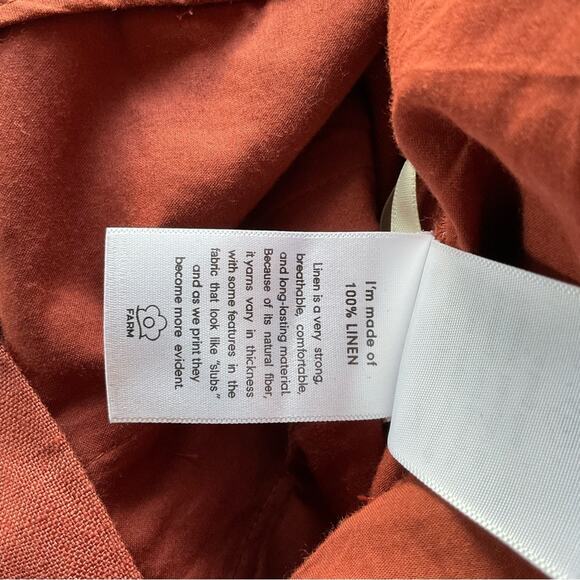 I'm made of
100% LINEN
Linen is a very strong,
breathable, comfortable,
and long-lasting material.
Because of its natural fiber,
it yarns vary in thickness
with some features in the
fabric that look like "slubs"
and as we print they
become more evident.
FARM